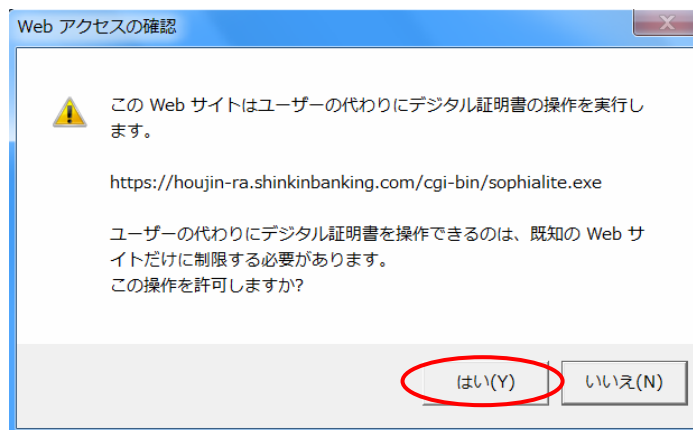 Web アクセスの確認
この Web サイトはユーザーの代わりにデジタル証明書の操作を実行し
ます。
https://houjin-ra.shinkinbanking.com/cgi-bin/sophialite.exe
ユーザーの代わりにデジタル証明書を操作できるのは、既知の Web サ
イトだけに制限する必要があります。
この操作を許可しますか?
はい(Y) いいえ(N)